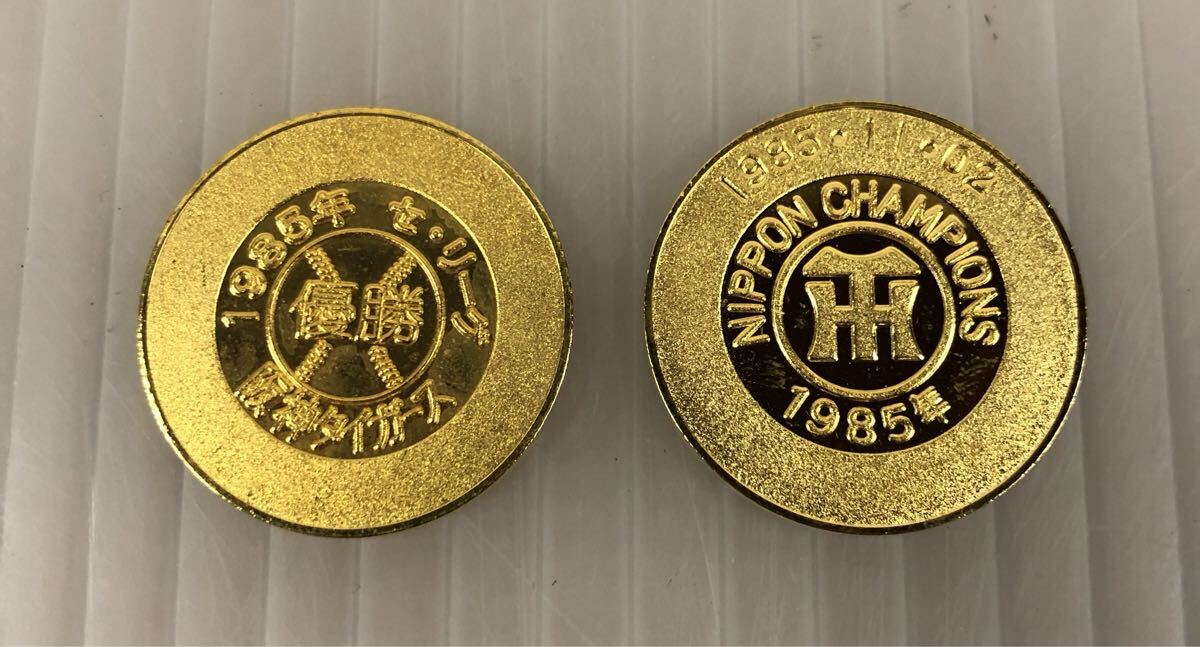 1985年 セ・リーグ
優勝
阪神タイガース
1985・11・02
NIPPON CHAMPIONS
TH
1985年